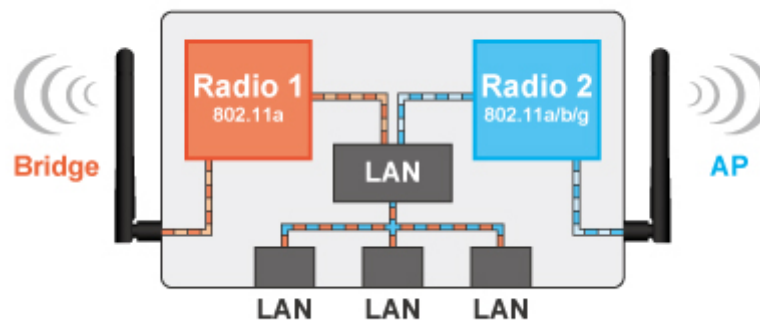 Radio 1
802.11a
Radio 2
802.11a/b/g
Bridge
LAN
AP
LAN
LAN
LAN